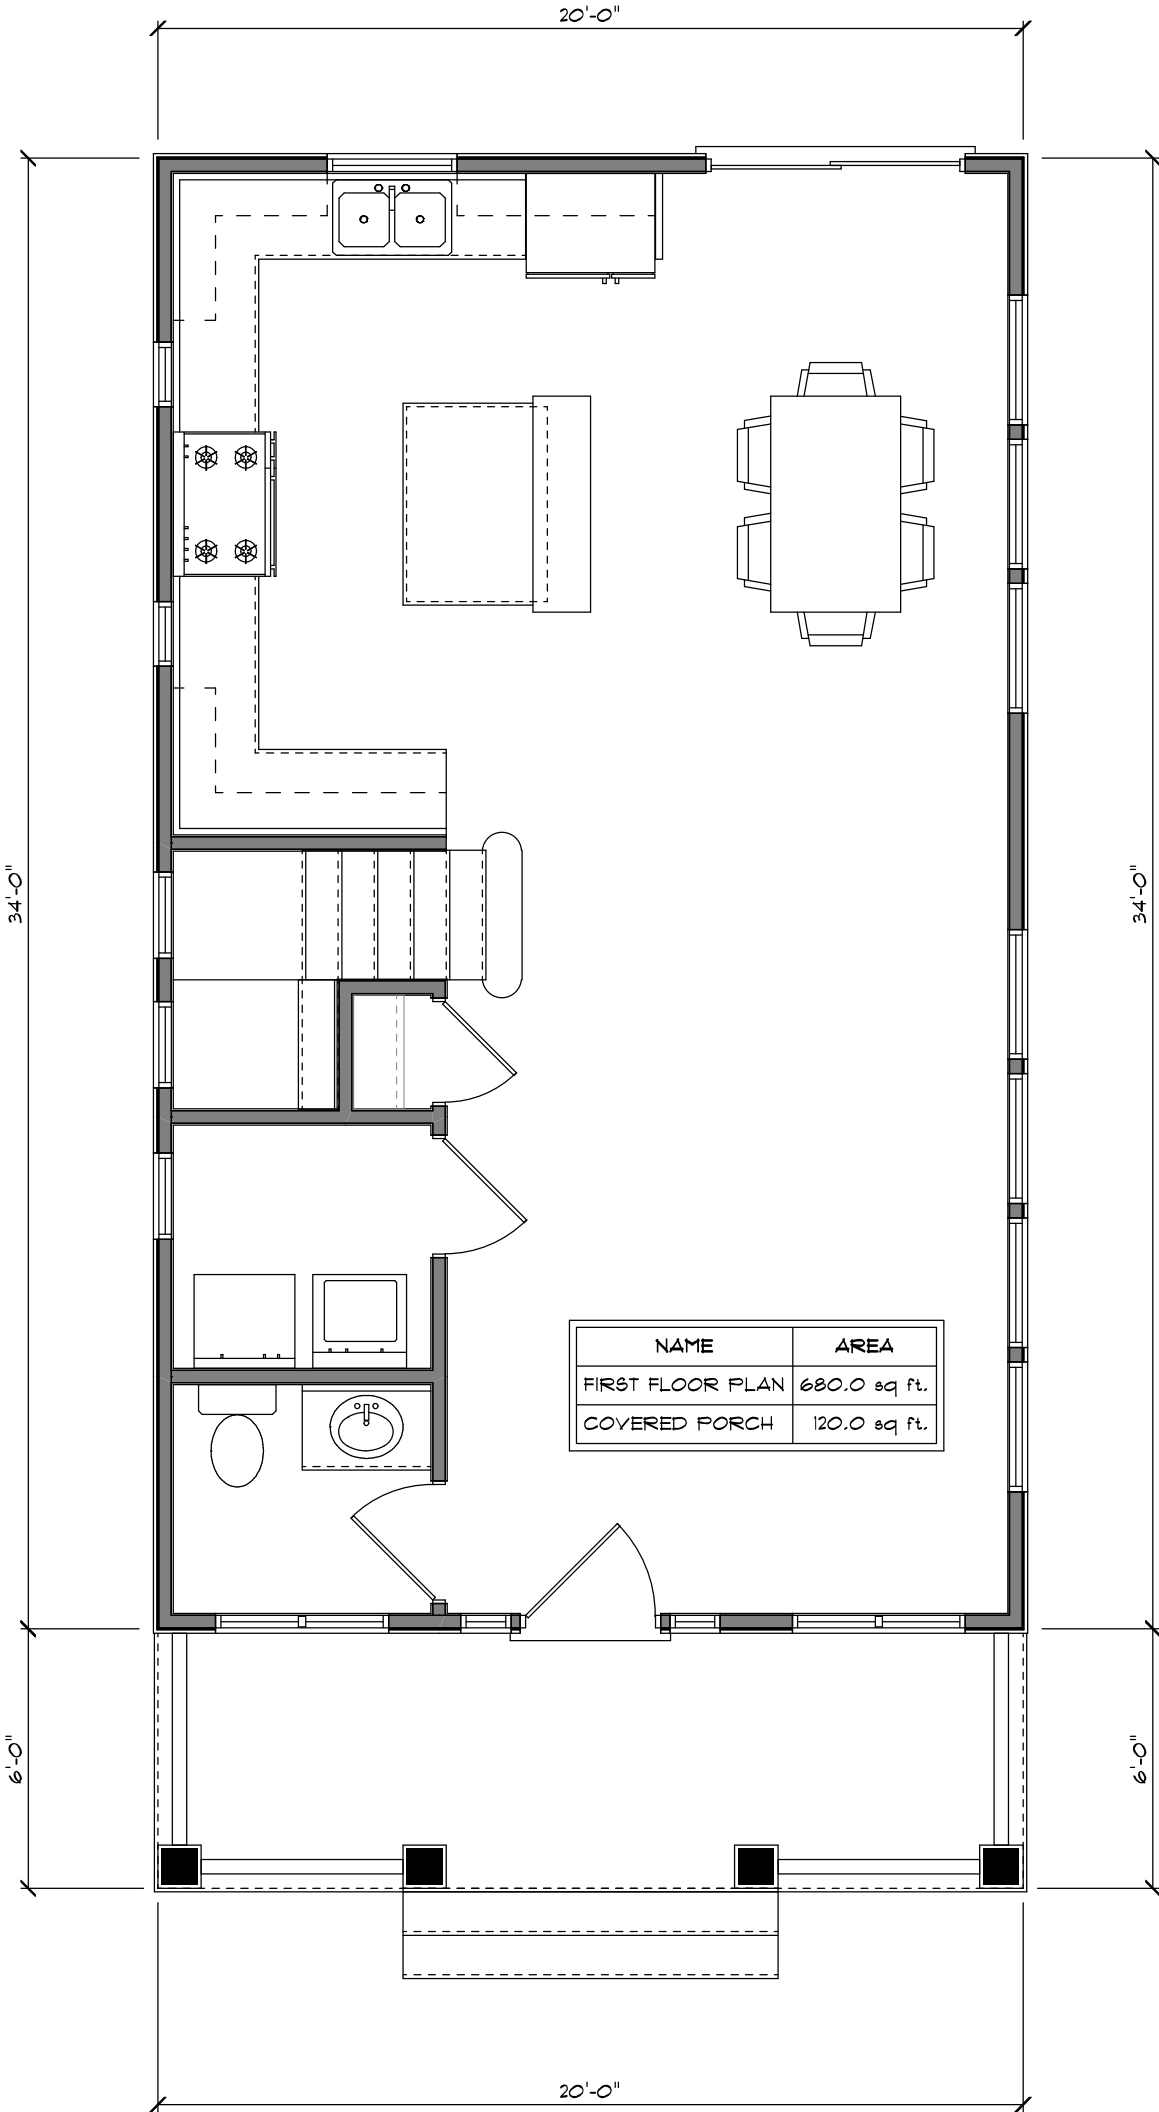 20'-0"
34'-0"
34'-0"
NAME AREA
FIRST FLOOR PLAN 680.0 sq ft.
COVERED PORCH 120.0 sq ft.
6'-0"
6'-0"
20'-0"